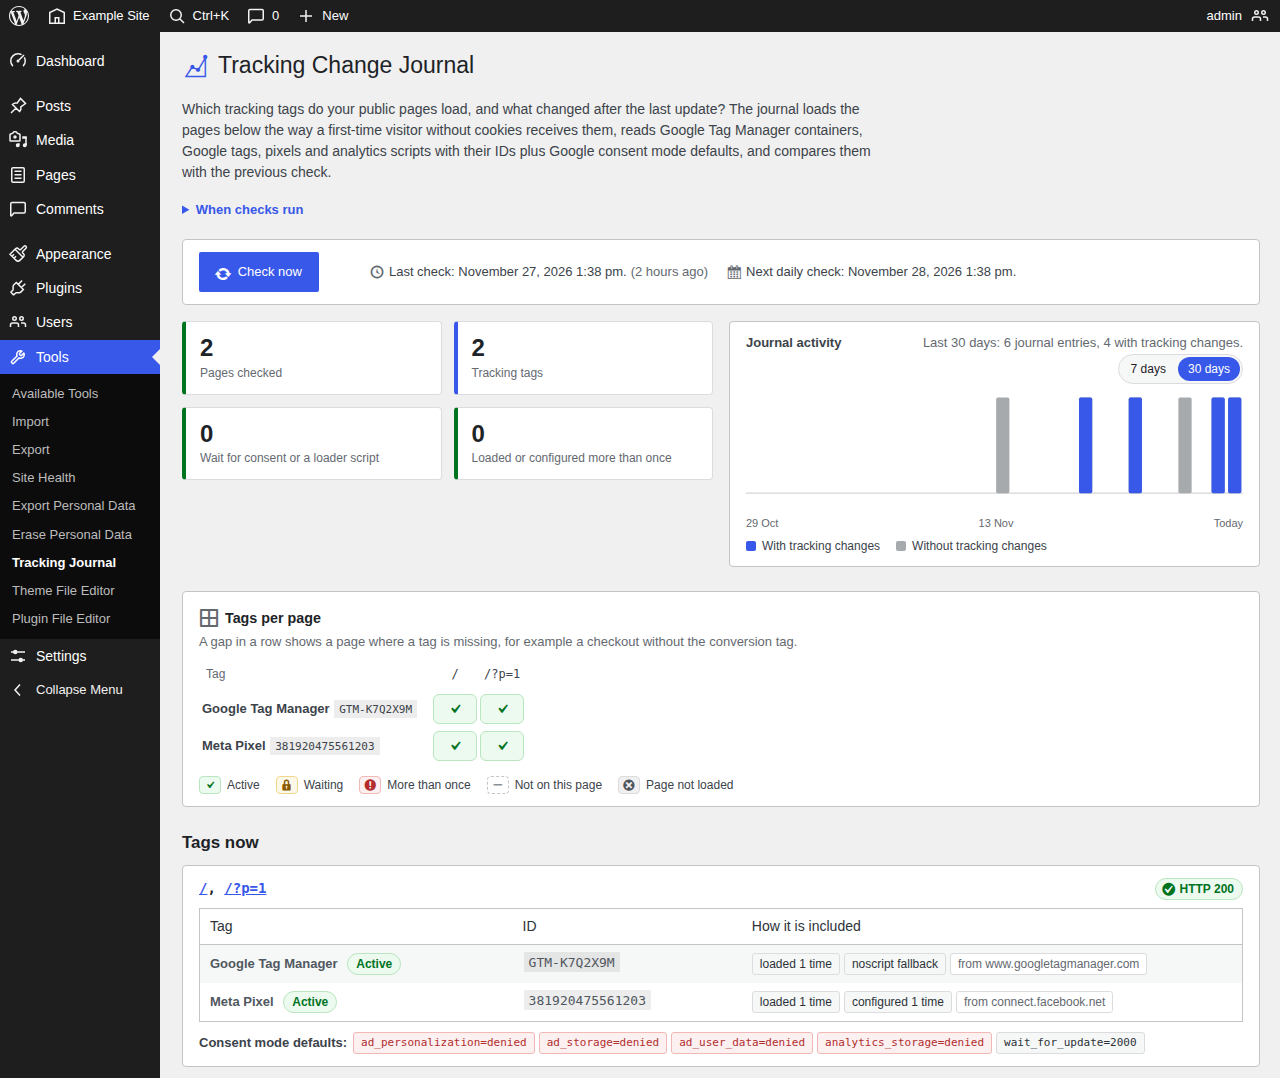 Example Site
Ctrl+K
0
New
admin
Dashboard
Posts
Media
Pages
Comments
Appearance
Plugins
Users
Tools
Available Tools
Import
Export
Site Health
Export Personal Data
Erase Personal Data
Tracking Journal
Theme File Editor
Plugin File Editor
Settings
Collapse Menu
Tracking Change Journal
Which tracking tags do your public pages load, and what changed after the last update? The journal loads the
pages below the way a first-time visitor without cookies receives them, reads Google Tag Manager containers,
Google tags, pixels and analytics scripts with their IDs plus Google consent mode defaults, and compares them
with the previous check.
When checks run
Check now
Last check: November 27, 2026 1:38 pm. (2 hours ago)
Next daily check: November 28, 2026 1:38 pm.
2
Pages checked
2
Tracking tags
0
Wait for consent or a loader script
0
Loaded or configured more than once
Journal activity
Last 30 days: 6 journal entries, 4 with tracking changes.
7 days
30 days
29 Oct
13 Nov
Today
With tracking changes
Without tracking changes
Tags per page
A gap in a row shows a page where a tag is missing, for example a checkout without the conversion tag.
Tag / /?p=1
Google Tag Manager GTM-K7Q2X9M
Meta Pixel 381920475561203
Active
Waiting
More than once
Not on this page
Page not loaded
Tags now
/, /?p=1
HTTP 200
Tag ID How it is included
Google Tag Manager Active GTM-K7Q2X9M loaded 1 time noscript fallback from www.googletagmanager.com
Meta Pixel Active 381920475561203 loaded 1 time configured 1 time from connect.facebook.net
Consent mode defaults: ad_personalization=denied ad_storage=denied ad_user_data=denied analytics_storage=denied wait_for_update=2000